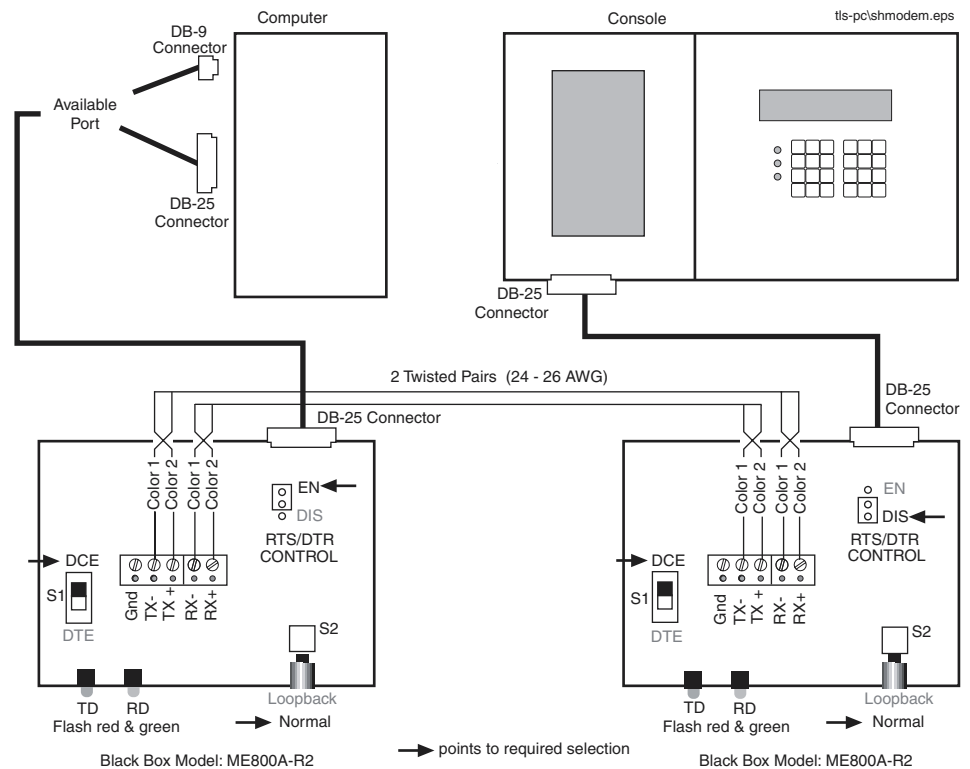 Computer
Console
tls-pc\shmodem.eps
DB-9
Connector
Available
Port
DB-25
Connector
DB-25
Connector
2 Twisted Pairs (24 - 26 AWG)
DB-25 Connector
DB-25
Connector
Color 1
Color 2
Color 1
Color 2
EN
DIS
RTS/DTR
CONTROL
DCE
S1
DTE
Gnd
TX-
TX +
RX-
RX+
S2
Loopback
Normal
TD
RD
Flash red & green
Black Box Model: ME800A-R2
Color 1
Color 2
Color 1
Color 2
EN
DIS
RTS/DTR
CONTROL
DCE
S1
DTE
Gnd
TX-
TX +
RX-
RX+
S2
Loopback
Normal
TD
RD
Flash red & green
points to required selection
Black Box Model: ME800A-R2